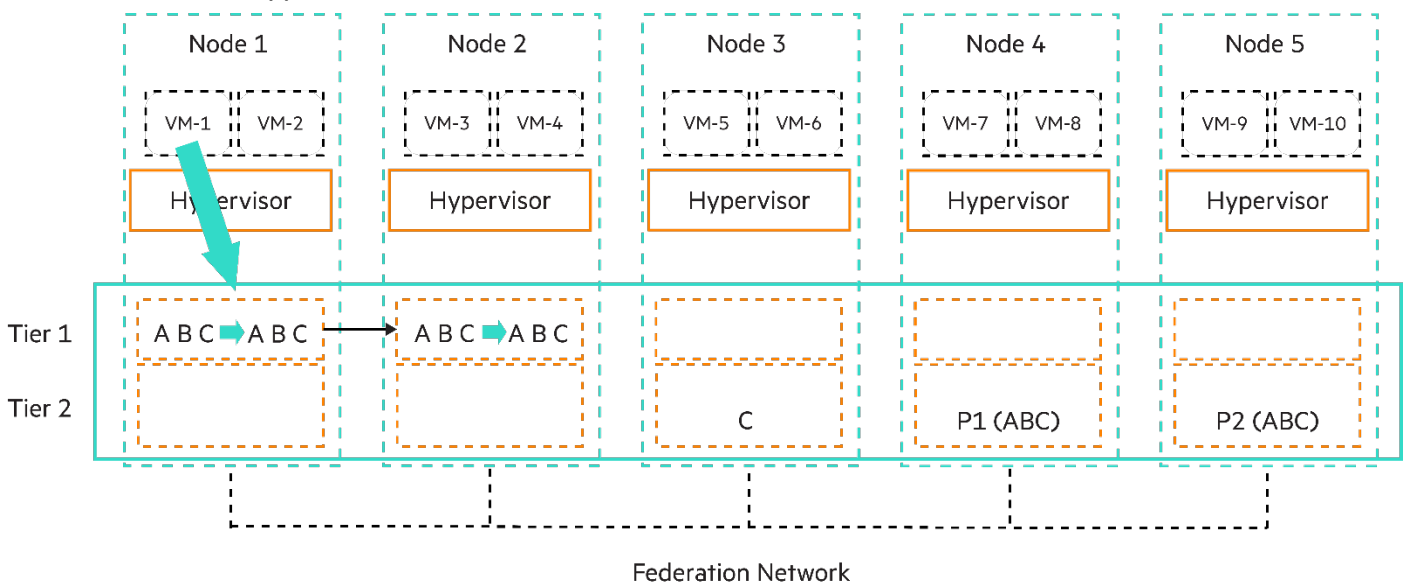 Node 1 Node 2 Node 3 Node 4 Node 5
VM-1 VM-2 VM-3 VM-4 VM-5 VM-6 VM-7 VM-8 VM-9 VM-10
Hypervisor Hypervisor Hypervisor Hypervisor Hypervisor
Tier 1 A B C A B C A B C A B C
Tier 2 C P1 (ABC) P2 (ABC)
Federation Network